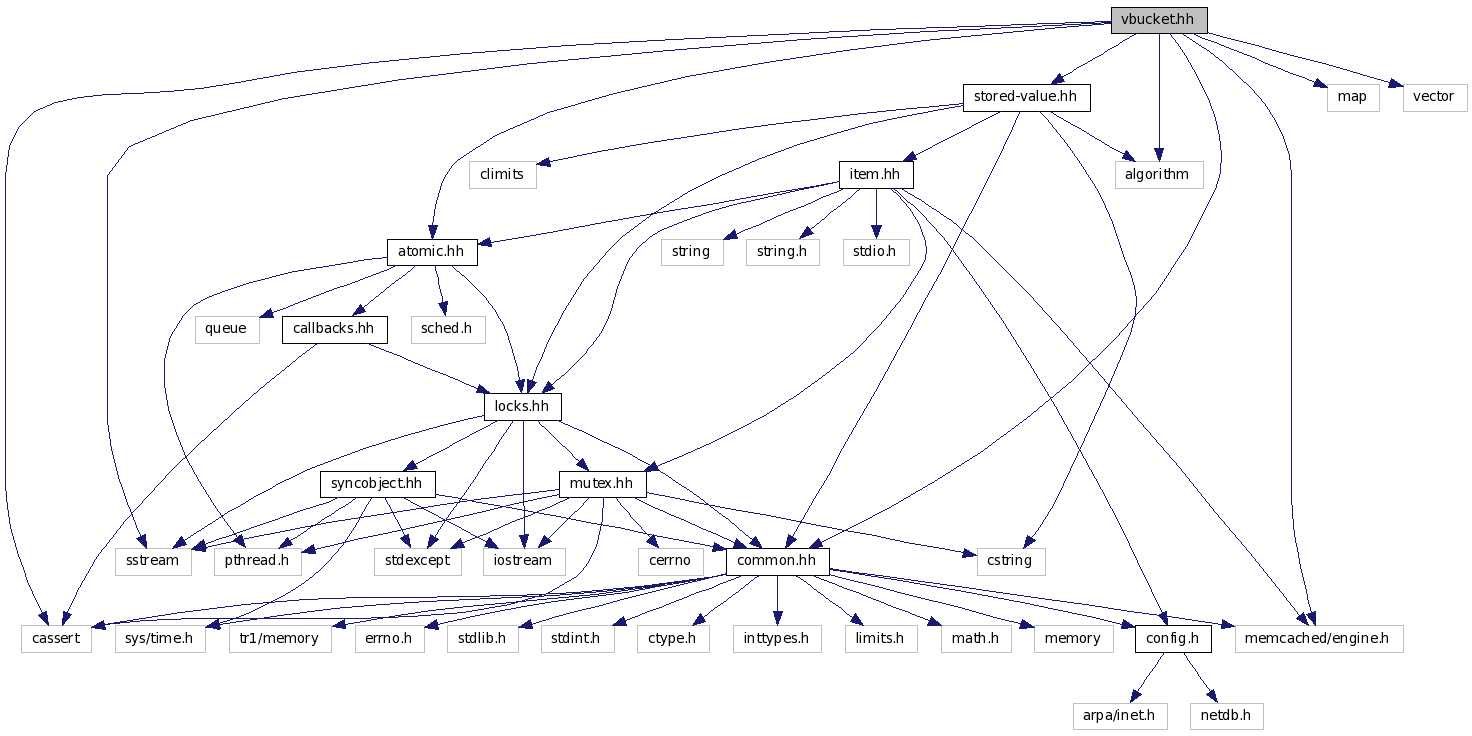 vbucket.hh
stored-value.hh
map
vector
climits
item.hh
algorithm
atomic.hh
string
string.h
stdio.h
queue
callbacks.hh
sched.h
locks.hh
syncobject.hh
mutex.hh
sstream
pthread.h
stdexcept
iostream
cerrno
common.hh
cstring
cassert
sys/time.h
tr1/memory
errno.h
stdlib.h
stdint.h
ctype.h
inttypes.h
limits.h
math.h
memory
config.h
memcached/engine.h
arpa/inet.h
netdb.h